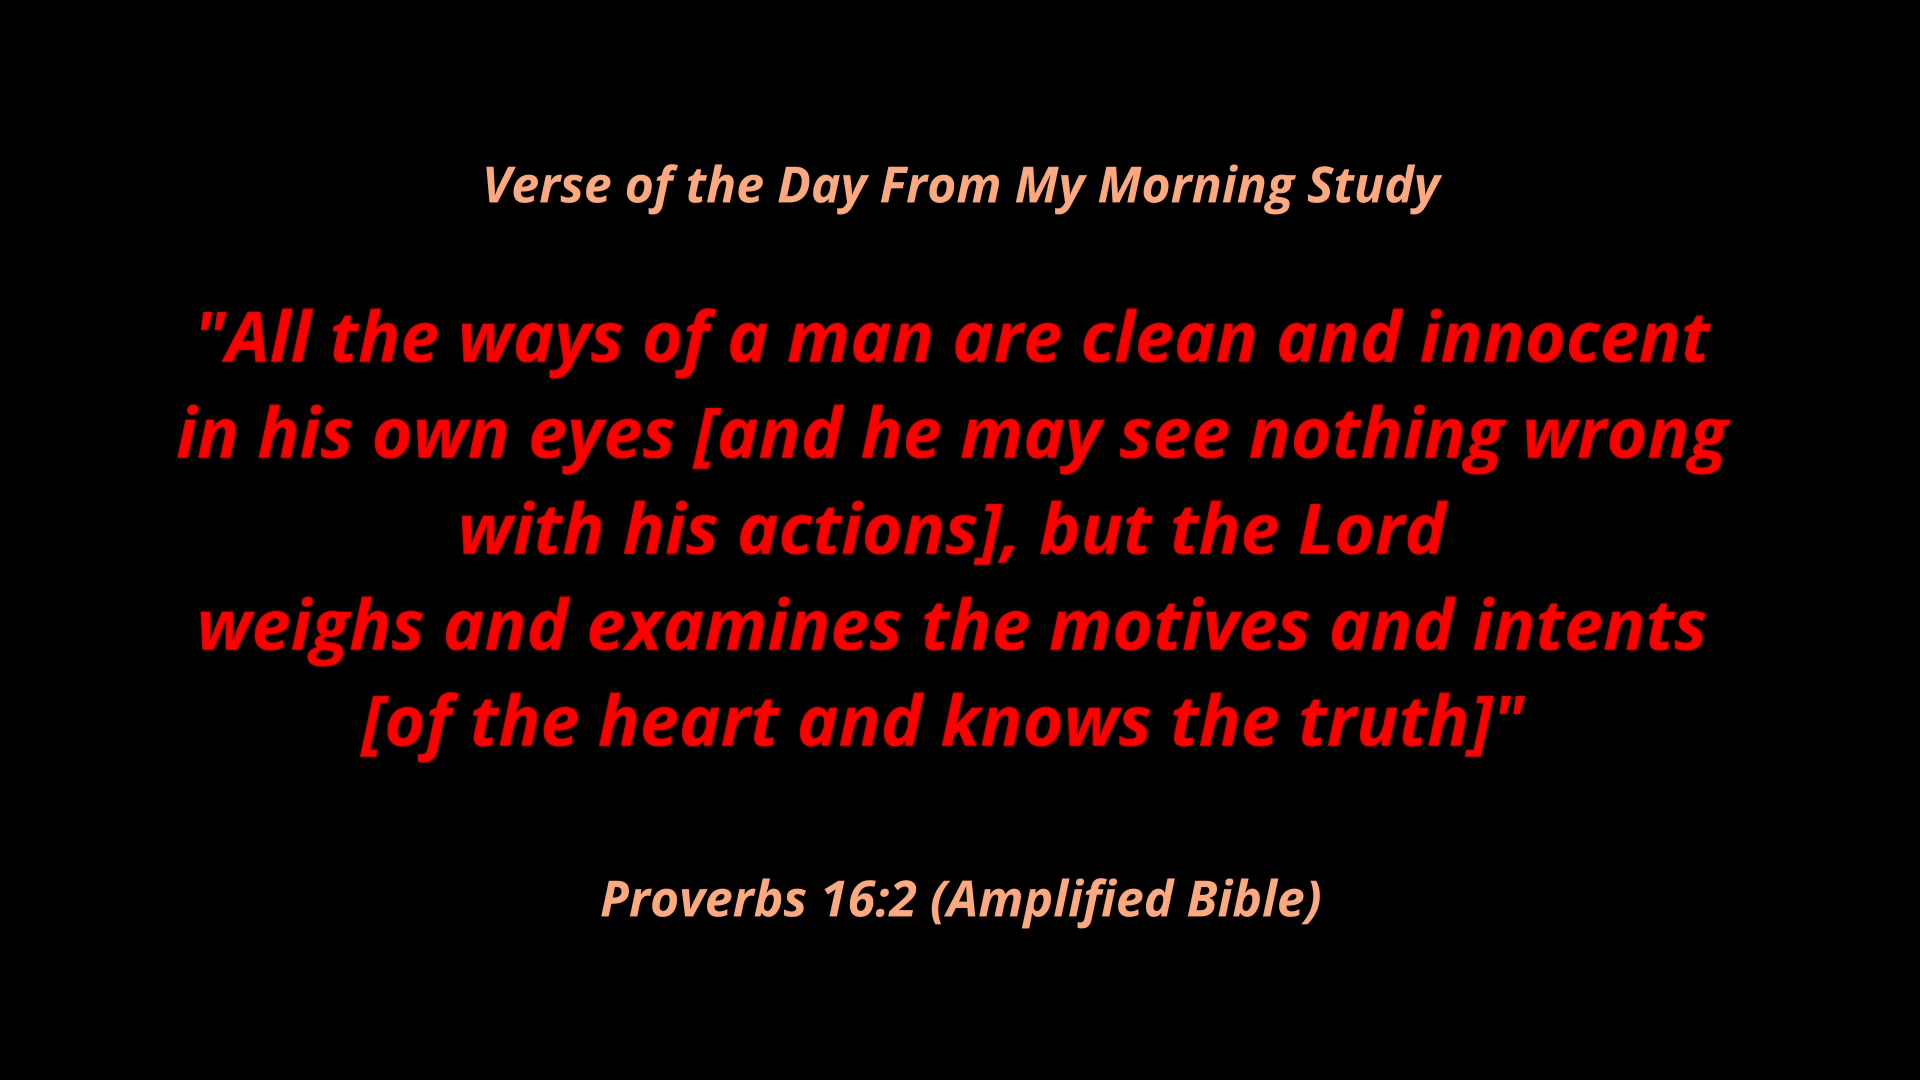 Verse of the Day From My Morning Study
"All the ways of a man are clean and innocent
in his own eyes [and he may see nothing wrong
with his actions], but the Lord
weighs and examines the motives and intents
[of the heart and knows the truth]"
Proverbs 16:2 (Amplified Bible)